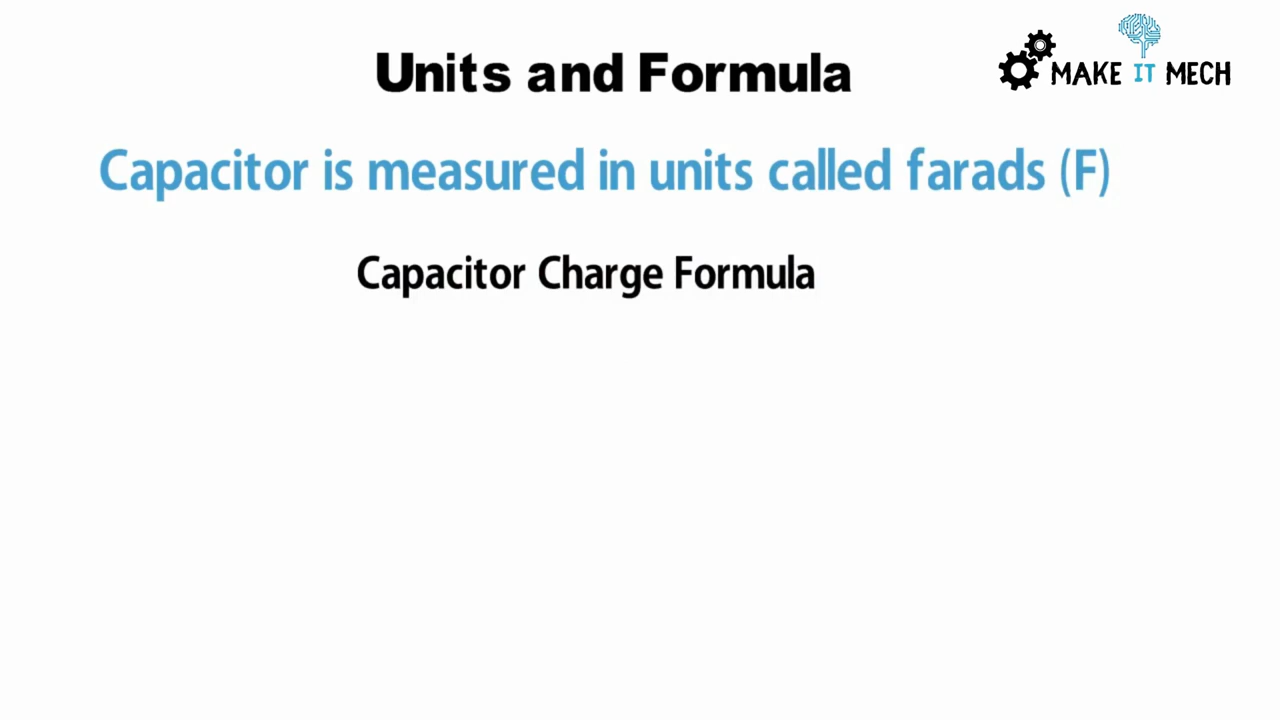 Units and Formula
MAKE IT MECH
Capacitor is measured in units called farads (F)
Capacitor Charge Formula